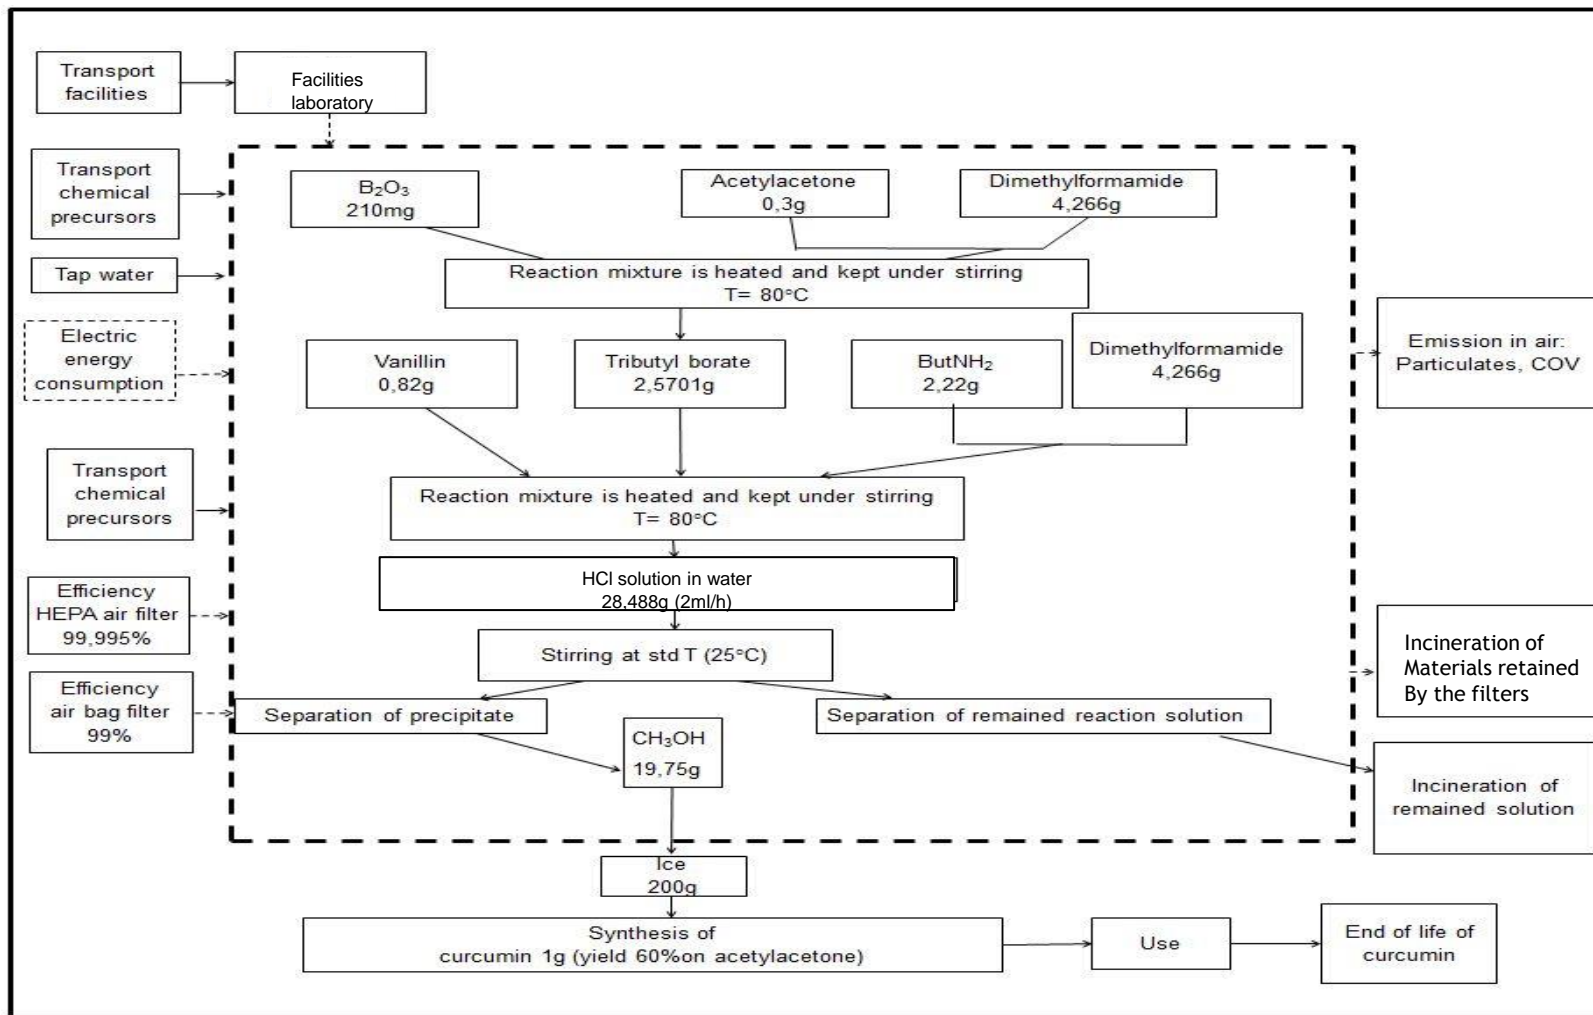 Transport
facilities
Facilities
laboratory
Transport
chemical
precursors
B₂O₃
210mg
Acetylacetone
0,3g
Dimethylformamide
4,266g
Tap water
Reaction mixture is heated and kept under stirring
T= 80°C
Electric
energy
consumption
Vanillin
0,82g
Tributyl borate
2,5701g
ButNH₂
2,22g
Dimethylformamide
4,266g
Emission in air:
Particulates, COV
Transport
chemical
precursors
Reaction mixture is heated and kept under stirring
T= 80°C
HCl solution in water
28,488g (2ml/h)
Efficiency
HEPA air filter
99,995%
Stirring at std T (25°C)
Incineration of
Materials retained
By the filters
Efficiency
air bag filter
99%
Separation of precipitate
Separation of remained reaction solution
CH₃OH
19,75g
Incineration of
remained solution
Ice
200g
Synthesis of
curcumin 1g (yield 60%on acetylacetone)
Use
End of life of
curcumin